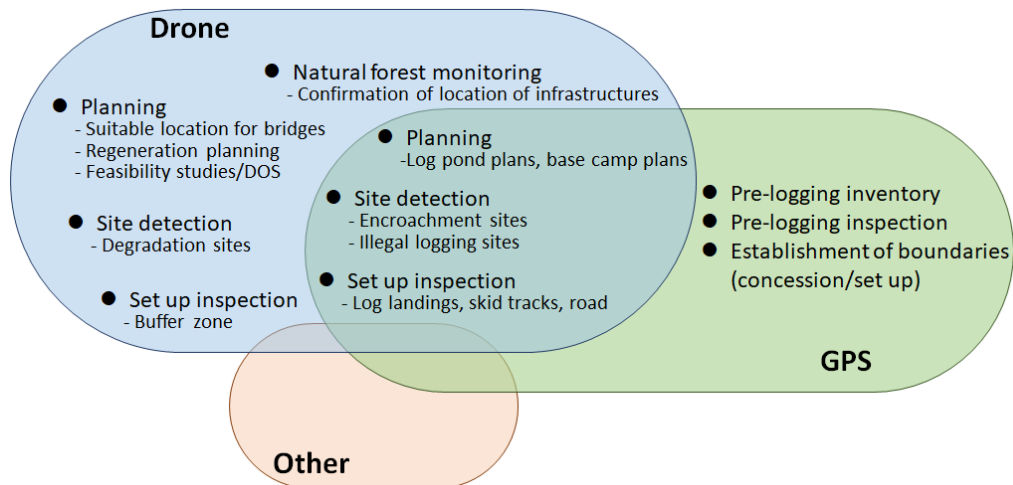 Drone
● Natural forest monitoring
- Confirmation of location of infrastructures
● Planning
- Suitable location for bridges
- Regeneration planning
- Feasibility studies/DOS
● Site detection
- Degradation sites
● Set up inspection
- Buffer zone
● Planning
-Log pond plans, base camp plans
● Site detection
- Encroachment sites
- Illegal logging sites
● Set up inspection
- Log landings, skid tracks, road
● Pre-logging inventory
● Pre-logging inspection
● Establishment of boundaries
(concession/set up)
GPS
Other